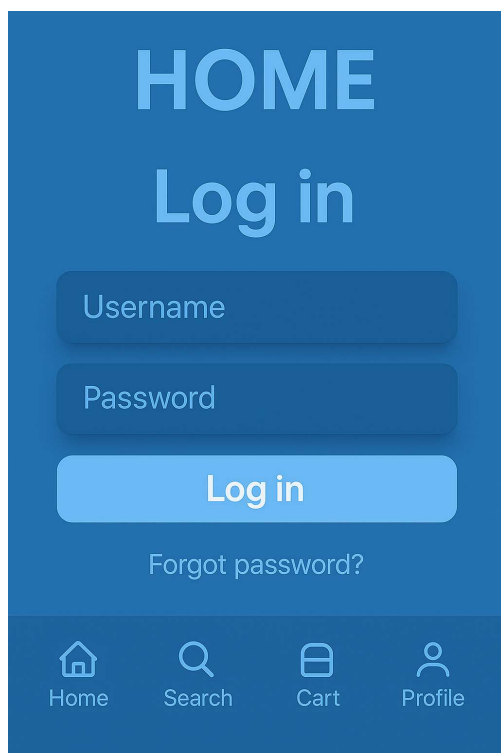 HOME
Log in
Username
Password
Log in
Forgot password?
Home Search Cart Profile